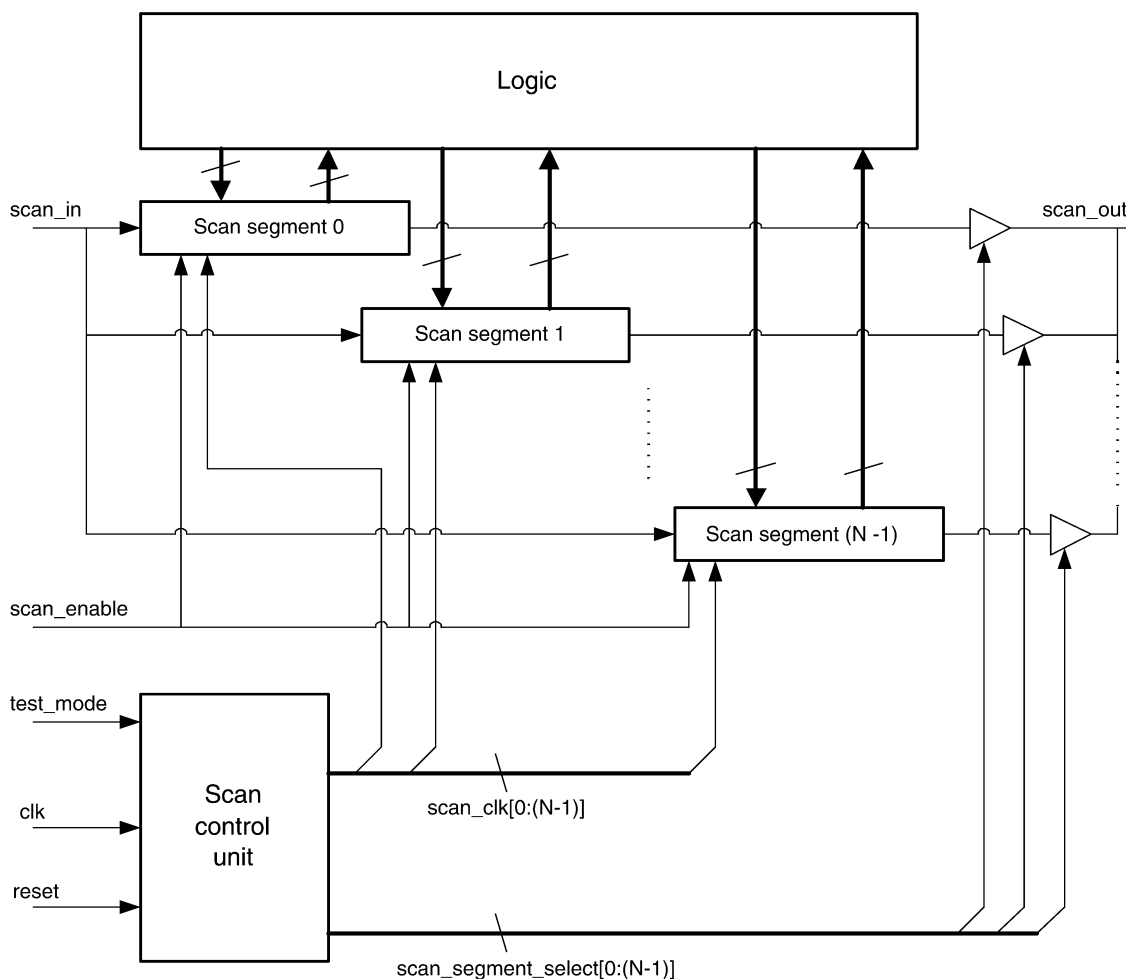 Logic
scan_in
Scan segment 0
scan_out
Scan segment 1
Scan segment (N -1)
scan_enable
test_mode
clk
reset
Scan
control
unit
scan_clk[0:(N-1)]
scan_segment_select[0:(N-1)]